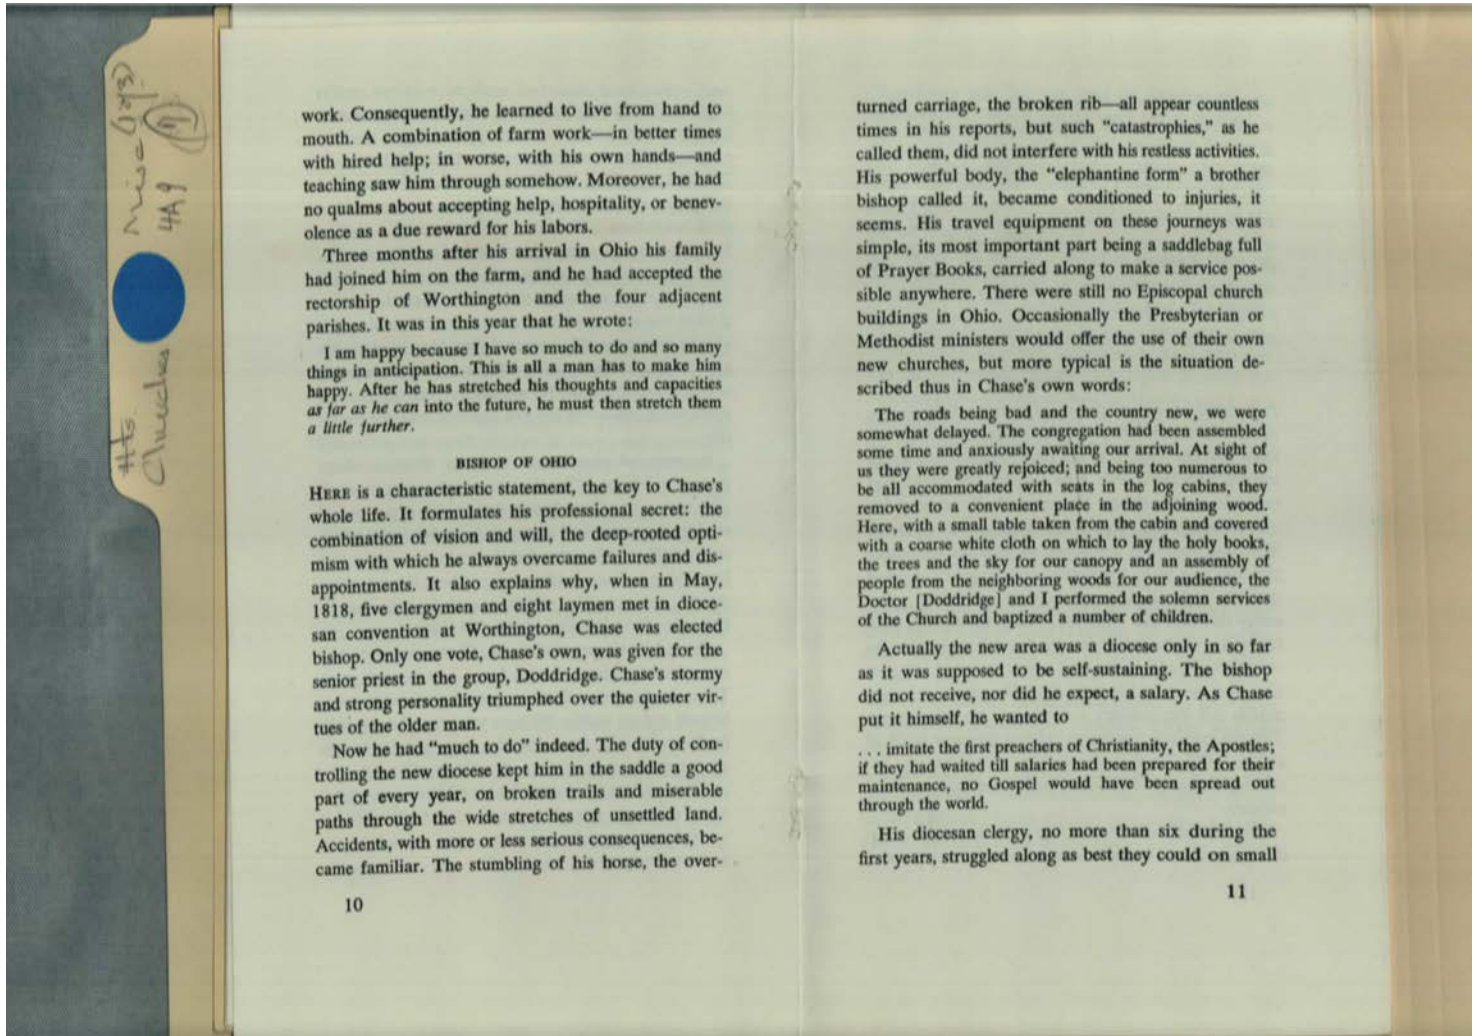 Misc (1 of 3)
4A9
Hts.
Churches
work. Consequently, he learned to live from hand to
mouth. A combination of farm work—in better times
with hired help; in worse, with his own hands—and
teaching saw him through somehow. Moreover, he had
no qualms about accepting help, hospitality, or benev-
olence as a due reward for his labors.
Three months after his arrival in Ohio his family
had joined him on the farm, and he had accepted the
rectorship of Worthington and the four adjacent
parishes. It was in this year that he wrote:
I am happy because I have so much to do and so many
things in anticipation. This is all a man has to make him
happy. After he has stretched his thoughts and capacities
as far as he can into the future, he must then stretch them
a little further.
BISHOP OF OHIO
HERE is a characteristic statement, the key to Chase's
whole life. It formulates his professional secret: the
combination of vision and will, the deep-rooted opti-
mism with which he always overcame failures and dis-
appointments. It also explains why, when in May,
1818, five clergymen and eight laymen met in dioce-
san convention at Worthington, Chase was elected
bishop. Only one vote, Chase's own, was given for the
senior priest in the group, Doddridge. Chase's stormy
and strong personality triumphed over the quieter vir-
tues of the older man.
Now he had "much to do" indeed. The duty of con-
trolling the new diocese kept him in the saddle a good
part of every year, on broken trails and miserable
paths through the wide stretches of unsettled land.
Accidents, with more or less serious consequences, be-
came familiar. The stumbling of his horse, the over-
10
turned carriage, the broken rib—all appear countless
times in his reports, but such "catastrophies," as he
called them, did not interfere with his restless activities.
His powerful body, the "elephantine form" a brother
bishop called it, became conditioned to injuries, it
seems. His travel equipment on these journeys was
simple, its most important part being a saddlebag full
of Prayer Books, carried along to make a service pos-
sible anywhere. There were still no Episcopal church
buildings in Ohio. Occasionally the Presbyterian or
Methodist ministers would offer the use of their own
new churches, but more typical is the situation de-
scribed thus in Chase's own words:
The roads being bad and the country new, we were
somewhat delayed. The congregation had been assembled
some time and anxiously awaiting our arrival. At sight of
us they were greatly rejoiced; and being too numerous to
be all accommodated with seats in the log cabins, they
removed to a convenient place in the adjoining wood.
Here, with a small table taken from the cabin and covered
with a coarse white cloth on which to lay the holy books,
the trees and the sky for our canopy and an assembly of
people from the neighboring woods for our audience, the
Doctor [Doddridge] and I performed the solemn services
of the Church and baptized a number of children.
Actually the new area was a diocese only in so far
as it was supposed to be self-sustaining. The bishop
did not receive, nor did he expect, a salary. As Chase
put it himself, he wanted to
. . . imitate the first preachers of Christianity, the Apostles;
if they had waited till salaries had been prepared for their
maintenance, no Gospel would have been spread out
through the world.
His diocesan clergy, no more than six during the
first years, struggled along as best they could on small
11